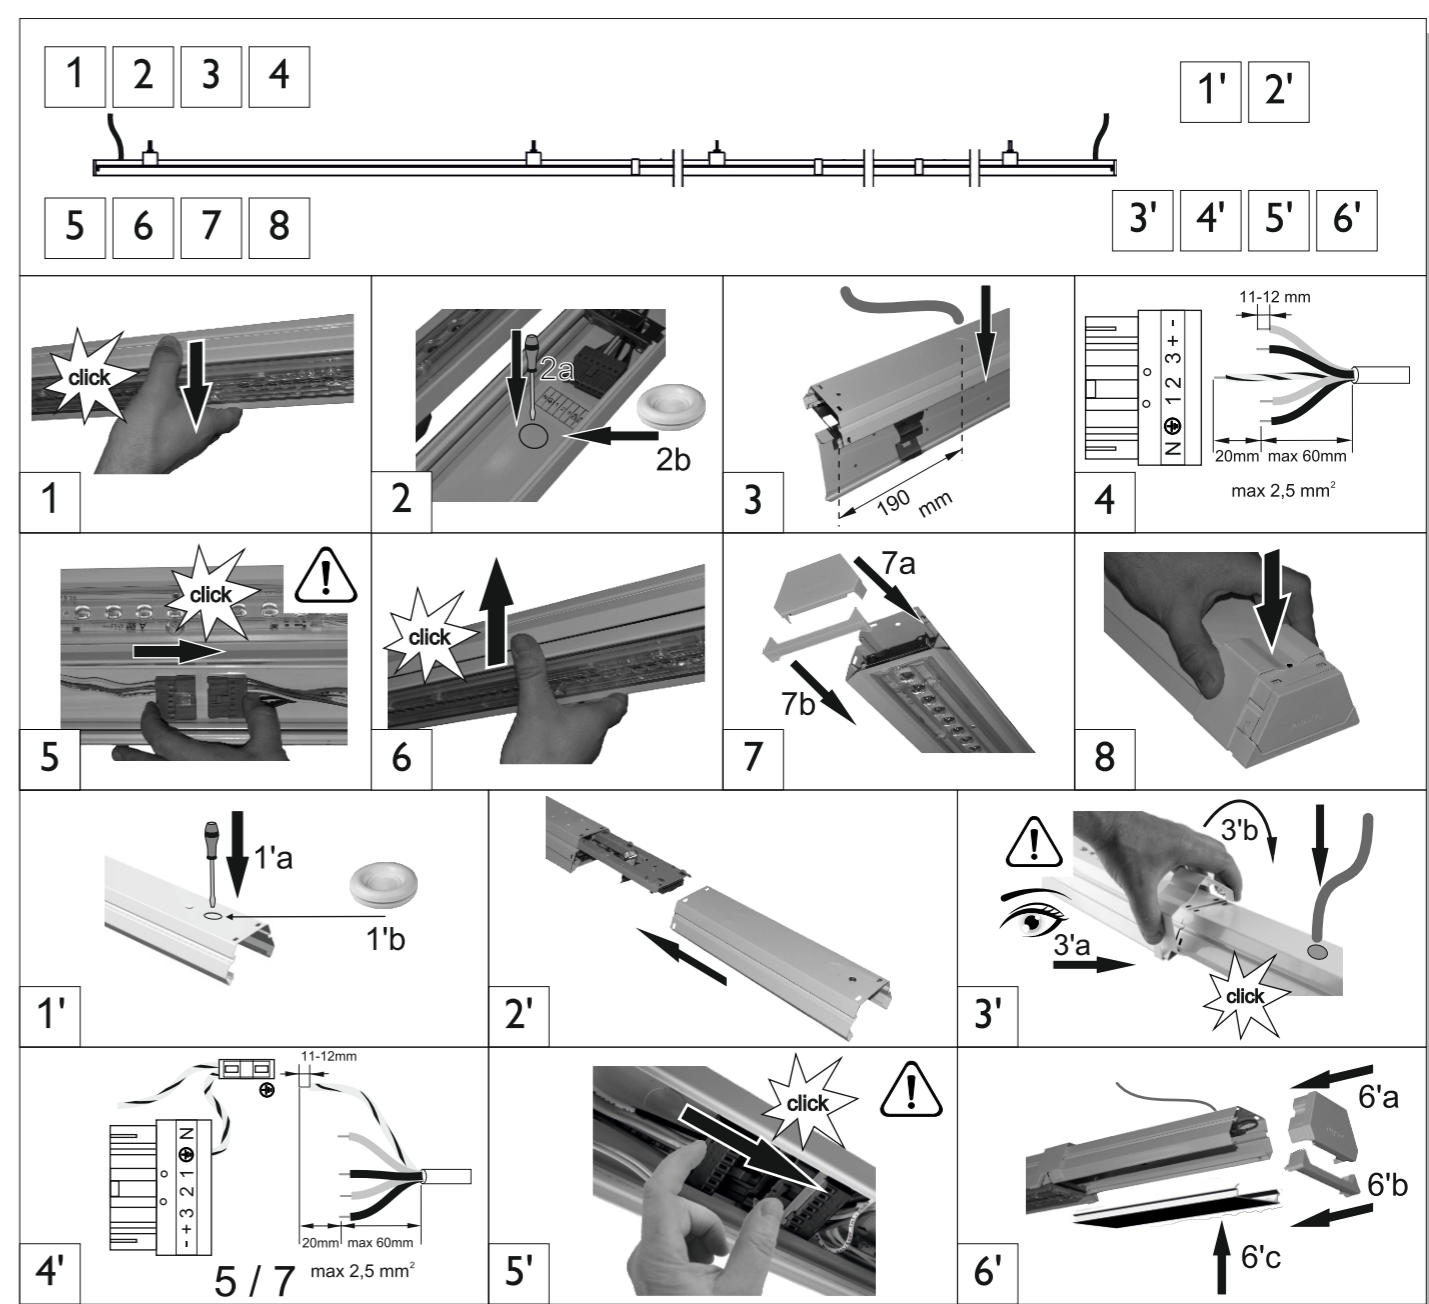 1 2 3 4
1' 2'
5 6 7 8
3' 4' 5' 6'
click
1
2a
2b
2
190 mm
3
11-12 mm
N 1 2 3 + -
20mm max 60mm
max 2,5 mm²
4
click
5
click
6
7a
7b
7
8
1'a
1'b
1'
2'
3'b
3'a
click
3'
11-12mm
- + 3 2 1 N
20mm max 60mm
5 / 7 max 2,5 mm²
4'
click
5'
6'a
6'b
6'c
6'